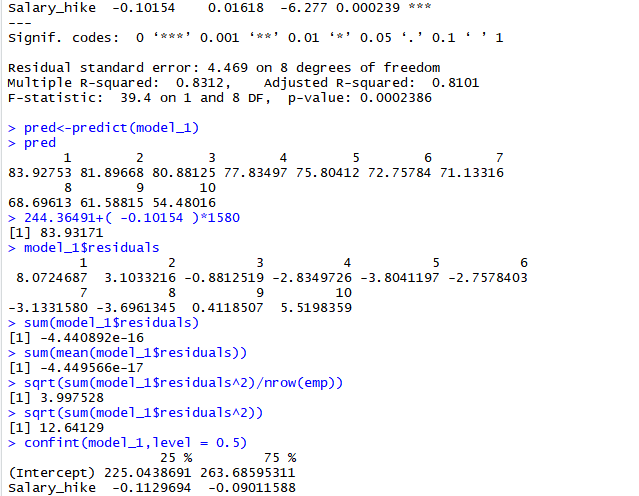 Salary_hike  -0.10154    0.01618  -6.277 0.000239 ***
---
Signif. codes:  0 ‘***’ 0.001 ‘**’ 0.01 ‘*’ 0.05 ‘.’ 0.1 ‘ ’ 1
Residual standard error: 4.469 on 8 degrees of freedom
Multiple R-squared:  0.8312,    Adjusted R-squared:  0.8101
F-statistic:  39.4 on 1 and 8 DF,  p-value: 0.0002386
> pred<-predict(model_1)
> pred
       1        2        3        4        5        6        7
83.92753 81.89668 80.88125 77.83497 75.80412 72.75784 71.13316
       8        9       10
68.69613 61.58815 54.48016
> 244.36491+( -0.10154 )*1580
[1] 83.93171
> model_1$residuals
         1          2          3          4          5          6
 8.0724687  3.1033216 -0.8812519 -2.8349726 -3.8041197 -2.7578403
         7          8          9         10
-3.1331580 -3.6961345  0.4118507  5.5198359
> sum(model_1$residuals)
[1] -4.440892e-16
> sum(mean(model_1$residuals))
[1] -4.449566e-17
> sqrt(sum(model_1$residuals^2)/nrow(emp))
[1] 3.997528
> sqrt(sum(model_1$residuals^2))
[1] 12.64129
> confint(model_1,level = 0.5)
                   25 %         75 %
(Intercept) 225.0438691 263.68595311
Salary_hike  -0.1129694  -0.09011588